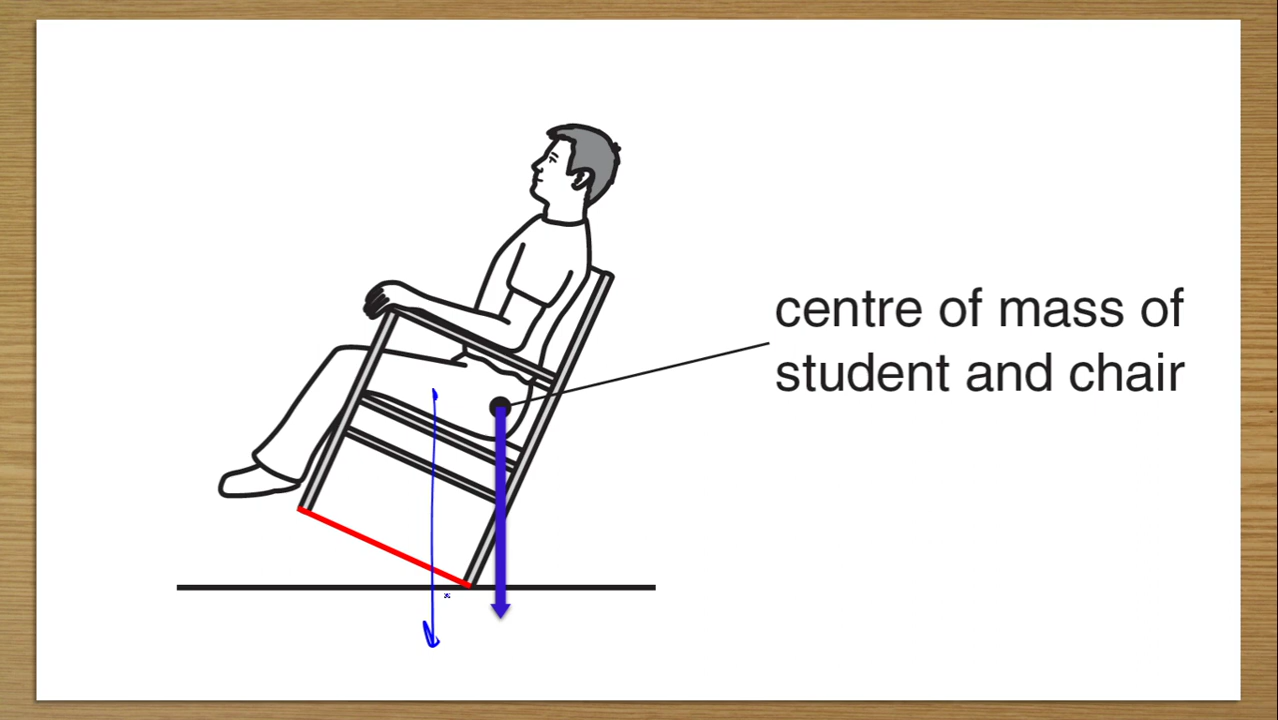 centre of mass of
student and chair